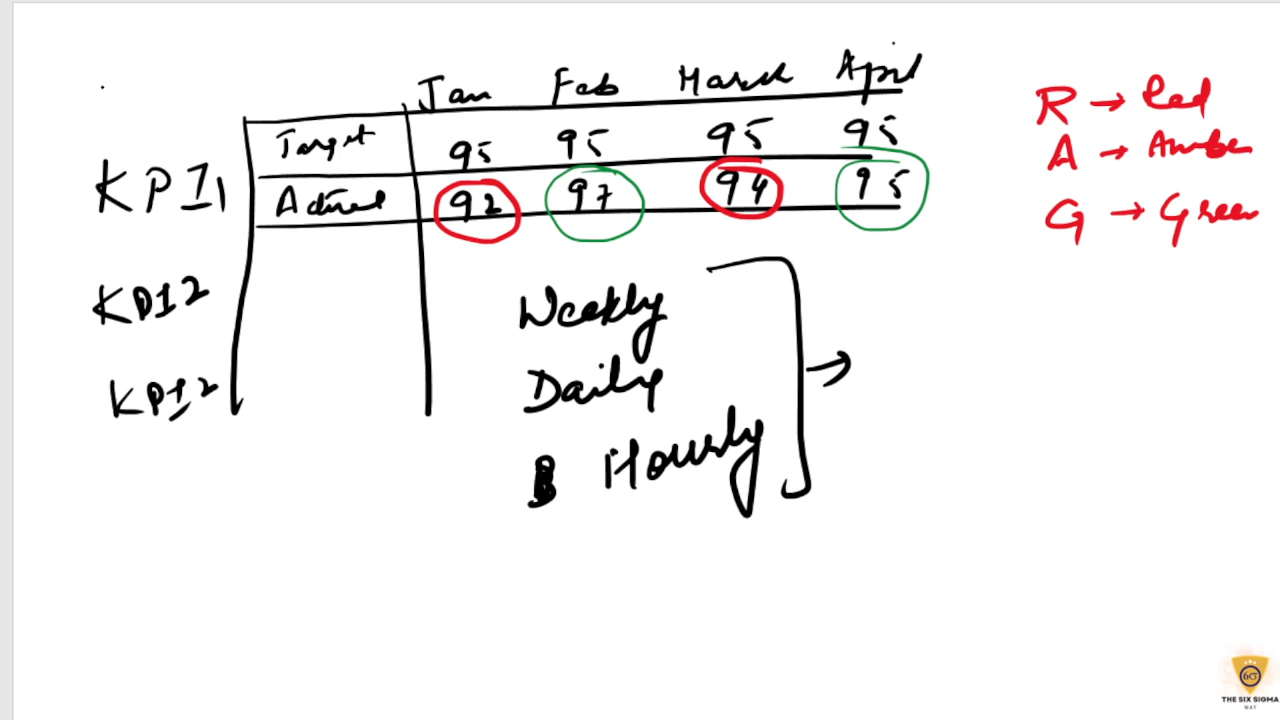 Jan Feb March April
Target 95 95 95 95
KPI1 Actual 92 97 94 95
KPI2
KPI2
Weekly
Daily
Hourly
R → Red
A → Amber
G → Green
6σ
THE SIX SIGMA
WAY